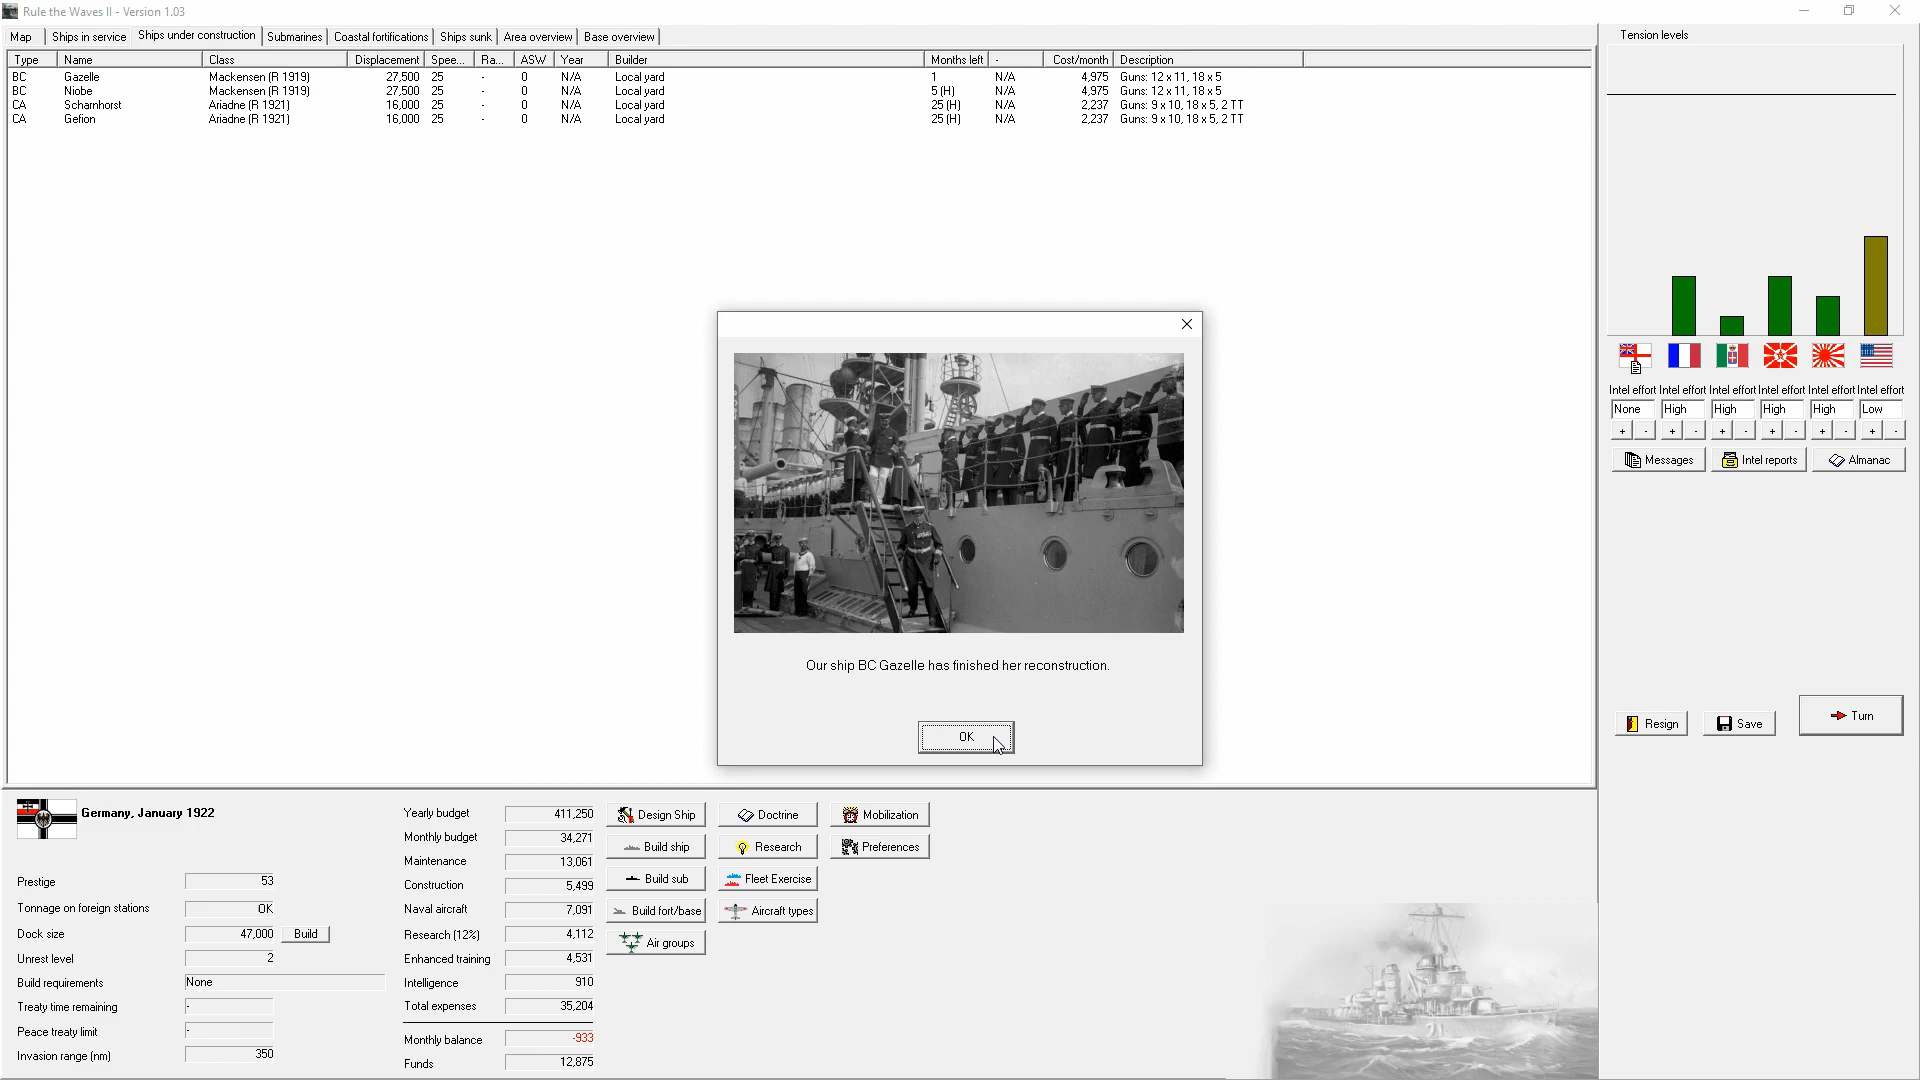 Rule the Waves II - Version 1.03
Map Ships in service Ships under construction Submarines Coastal fortifications Ships sunk Area overview Base overview
Type Name Class Displacement Spee... Ra... ASW Year Builder Months left - Cost/month Description
BC Gazelle Mackensen (R 1919) 27,500 25 - 0 N/A Local yard 1 N/A 4,975 Guns: 12 x 11, 18 x 5
BC Niobe Mackensen (R 1919) 27,500 25 - 0 N/A Local yard 5 (H) N/A 4,975 Guns: 12 x 11, 18 x 5
CA Scharnhorst Ariadne (R 1921) 16,000 25 - 0 N/A Local yard 25 (H) N/A 2,237 Guns: 9 x 10, 18 x 5, 2 TT
CA Gefion Ariadne (R 1921) 16,000 25 - 0 N/A Local yard 25 (H) N/A 2,237 Guns: 9 x 10, 18 x 5, 2 TT
Our ship BC Gazelle has finished her reconstruction.
OK
Tension levels
Intel effort Intel effort Intel effort Intel effort Intel effort Intel effort
None High High High High Low
+ - + - + - + - + - + -
Messages Intel reports Almanac
Resign Save Turn
Germany, January 1922
Prestige 53
Tonnage on foreign stations OK
Dock size 47,000 Build
Unrest level 2
Build requirements None
Treaty time remaining -
Peace treaty limit -
Invasion range (nm) 350
Yearly budget 411,250
Monthly budget 34,271
Maintenance 13,061
Construction 5,499
Naval aircraft 7,091
Research (12%) 4,112
Enhanced training 4,531
Intelligence 910
Total expenses 35,204
Monthly balance -933
Funds 12,875
Design Ship Doctrine Mobilization
Build ship Research Preferences
Build sub Fleet Exercise
Build fort/base Aircraft types
Air groups